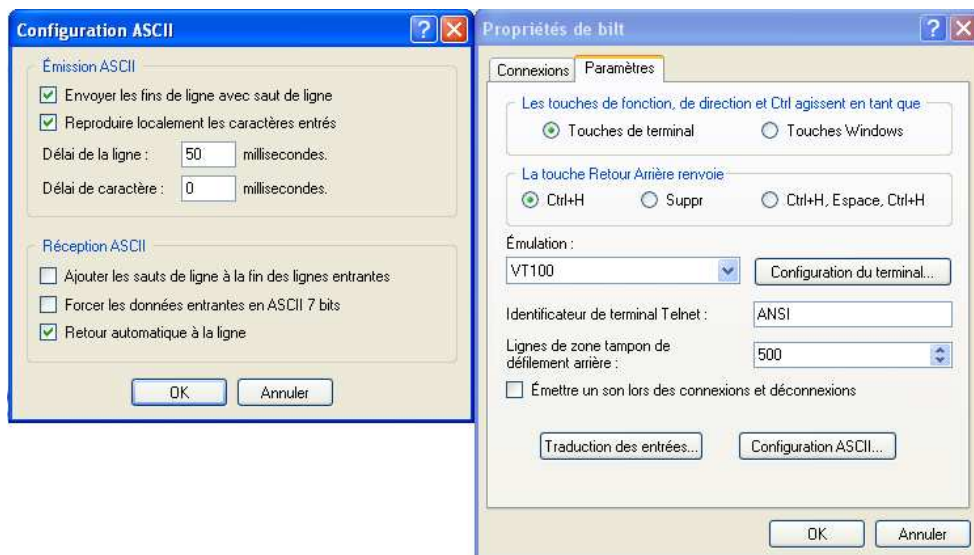 Configuration ASCII
Émission ASCII
Envoyer les fins de ligne avec saut de ligne
Reproduire localement les caractères entrés
Délai de la ligne : 50 millisecondes.
Délai de caractère : 0 millisecondes.
Réception ASCII
Ajouter les sauts de ligne à la fin des lignes entrantes
Forcer les données entrantes en ASCII 7 bits
Retour automatique à la ligne
OK Annuler
Propriétés de bilt
Connexions Paramètres
Les touches de fonction, de direction et Ctrl agissent en tant que
Touches de terminal Touches Windows
La touche Retour Arrière renvoie
Ctrl+H Suppr Ctrl+H, Espace, Ctrl+H
Émulation :
VT100 Configuration du terminal...
Identificateur de terminal Telnet : ANSI
Lignes de zone tampon de
défilement arrière : 500
Émettre un son lors des connexions et déconnexions
Traduction des entrées... Configuration ASCII...
OK Annuler